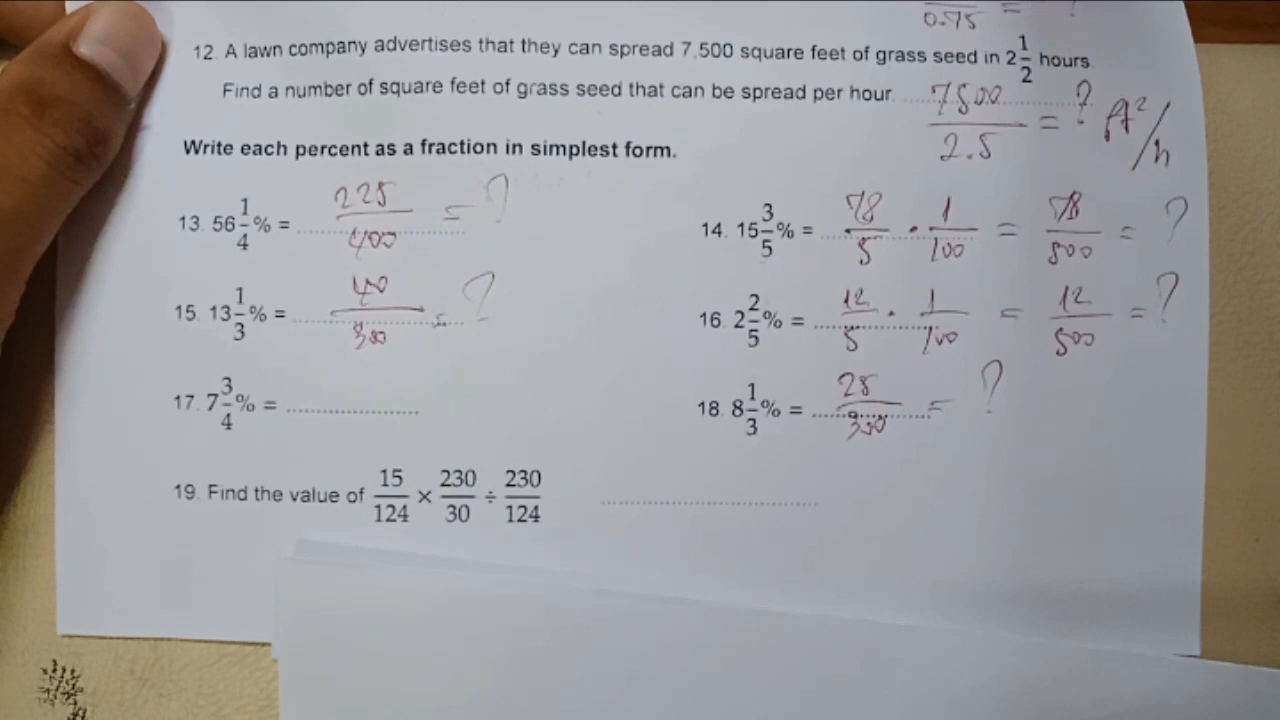 0.75 = ?
12. A lawn company advertises that they can spread 7,500 square feet of grass seed in 2 1/2 hours.
Find a number of square feet of grass seed that can be spread per hour. 7500/2.5 = ? ft²/h
Write each percent as a fraction in simplest form.
13. 56 1/4 % = 225/400 = ?
14. 15 3/5 % = 78/5 · 1/100 = 78/500 = ?
15. 13 1/3 % = 40/300 = ?
16. 2 2/5 % = 12/5 · 1/100 = 12/500 = ?
17. 7 3/4 % = ....................
18. 8 1/3 % = 25/300 = ?
19. Find the value of 15/124 × 230/30 ÷ 230/124 ....................